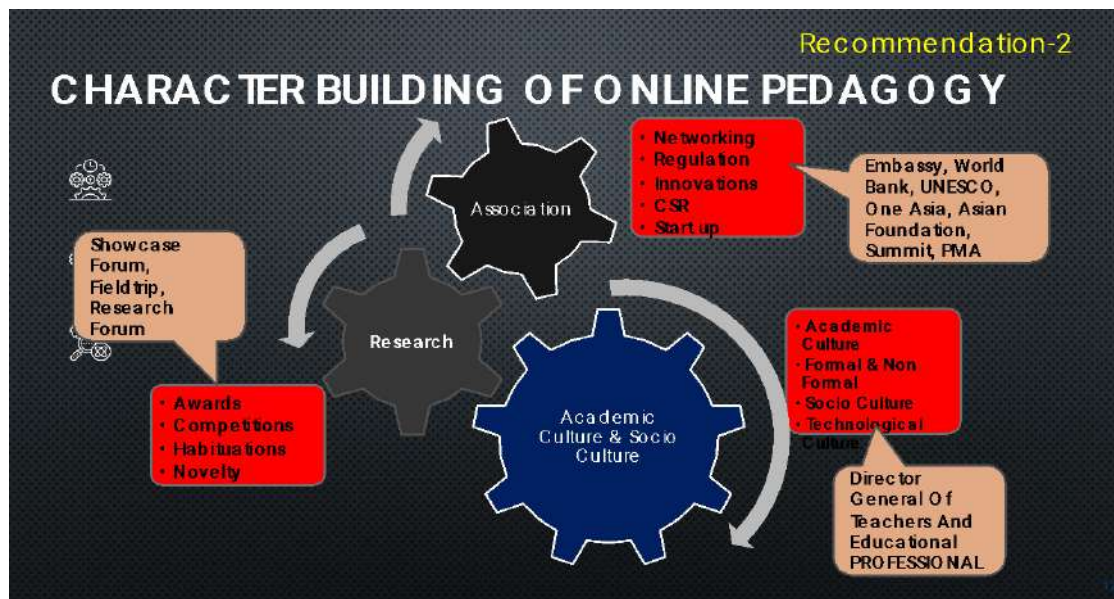 Recommendation-2
CHARACTER BUILDING OF ONLINE PEDAGOGY
Association
• Networking
• Regulation
• Innovations
• CSR
• Start up
Embassy, World
Bank, UNESCO,
One Asia, Asian
Foundation,
Summit, PMA
Showcase
Forum,
Fieldtrip,
Research
Forum
Research
• Awards
• Competitions
• Habituations
• Novelty
Academic
Culture & Socio
Culture
• Academic
Culture
• Formal & Non
Formal
• Socio Culture
• Technological
Culture
Director
General Of
Teachers And
Educational
PROFESSIONAL